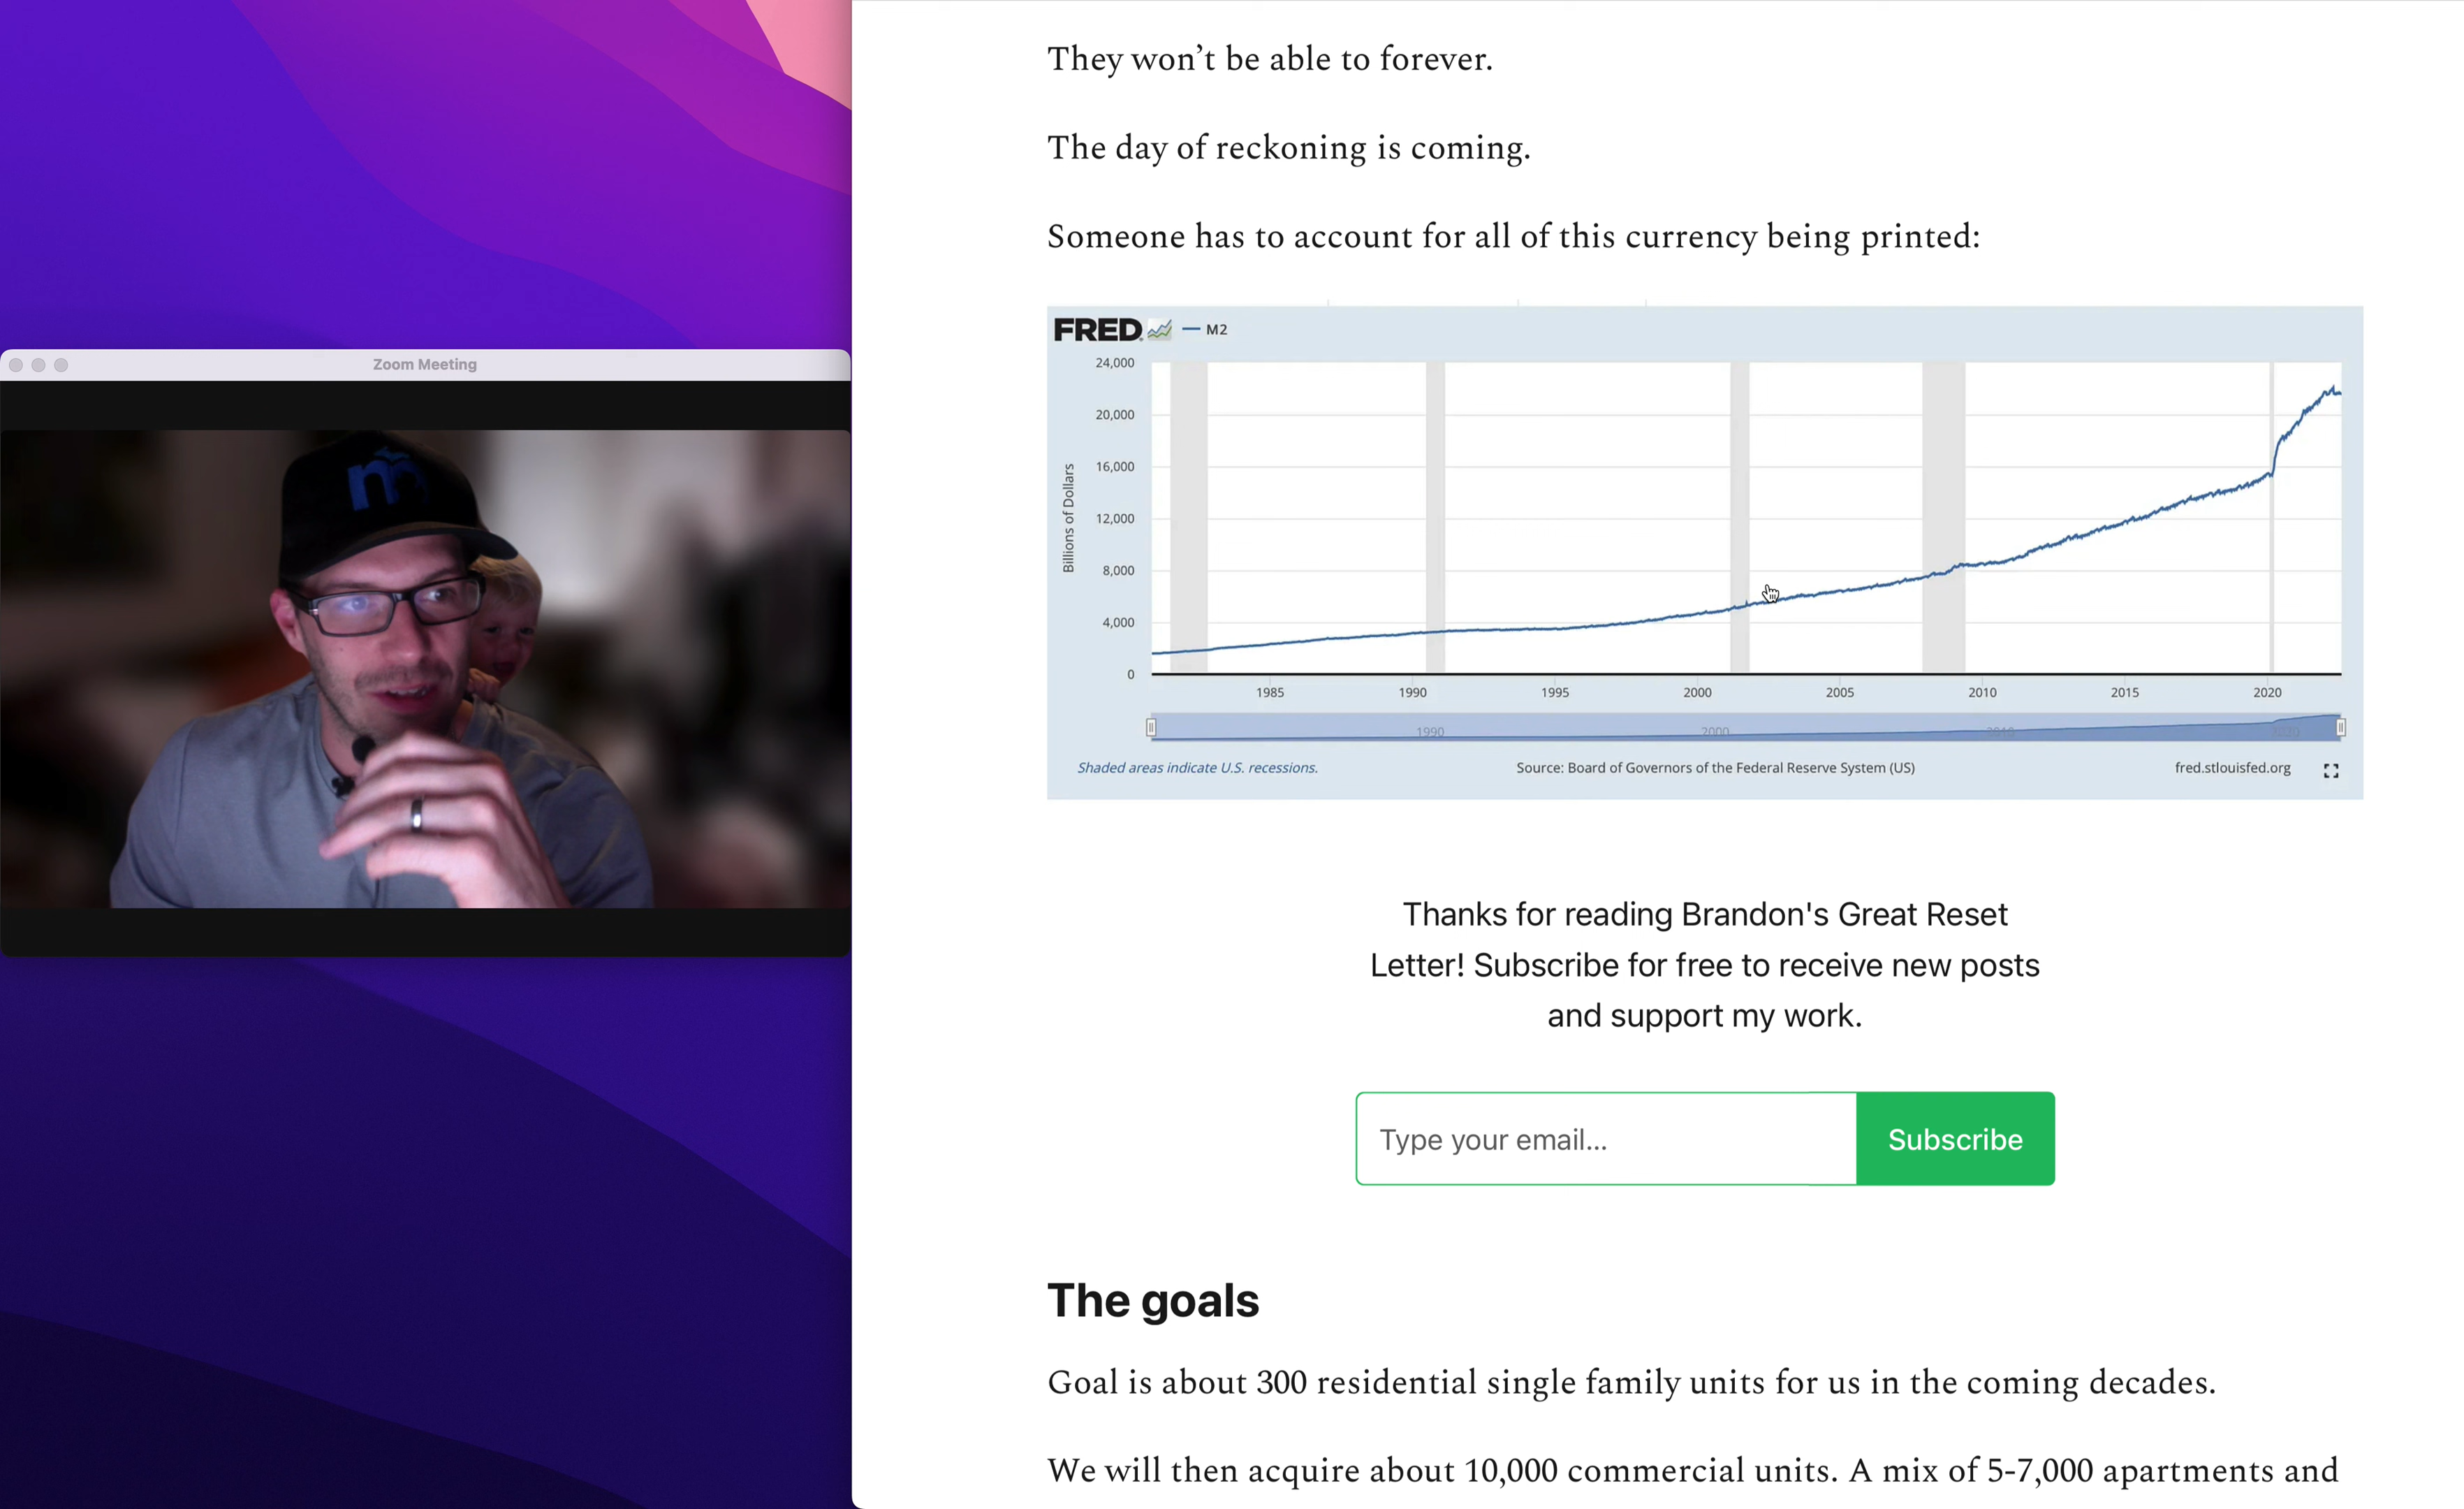 They won’t be able to forever.
The day of reckoning is coming.
Someone has to account for all of this currency being printed:
Zoom Meeting
FRED
M2
24,000
20,000
16,000
12,000
8,000
4,000
0
Billions of Dollars
1985 1990 1995 2000 2005 2010 2015 2020
1990 2000 2010 2020
Shaded areas indicate U.S. recessions.
Source: Board of Governors of the Federal Reserve System (US)
fred.stlouisfed.org
Thanks for reading Brandon's Great Reset
Letter! Subscribe for free to receive new posts
and support my work.
Type your email...
Subscribe
The goals
Goal is about 300 residential single family units for us in the coming decades.
We will then acquire about 10,000 commercial units. A mix of 5-7,000 apartments and